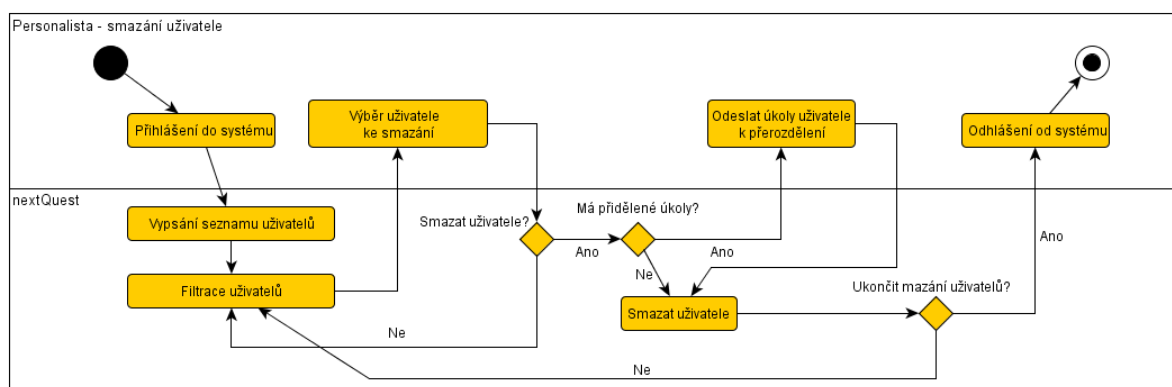 Personalista - smazání uživatele
Přihlášení do systému
Výběr uživatele
ke smazání
Odeslat úkoly uživatele
k přerozdělení
Odhlášení od systému
nextQuest
Vypsání seznamu uživatelů
Smazat uživatele?
Má přidělené úkoly?
Ano
Ano
Ano
Ne
Filtrace uživatelů
Smazat uživatele
Ukončit mazání uživatelů?
Ne
Ne